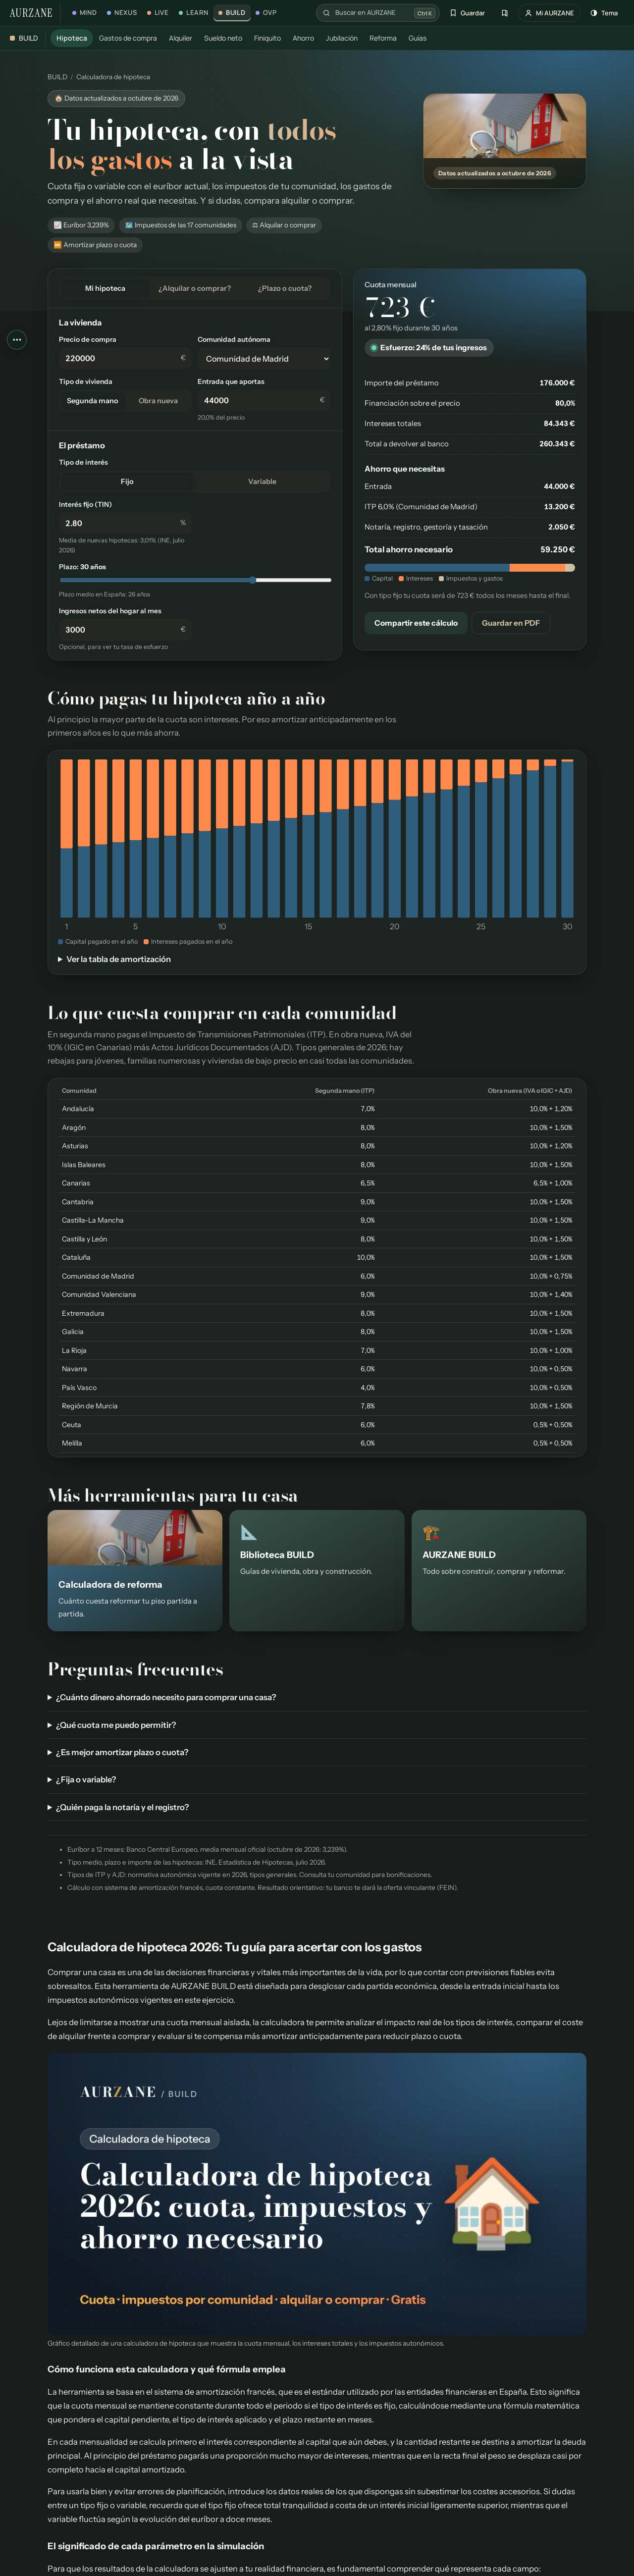 AURZANE
MIND
NEXUS
LIVE
LEARN
BUILD
OVP
Buscar en AURZANE
Ctrl K
Guardar
Mi AURZANE
Tema
BUILD
Hipoteca
Gastos de compra
Alquiler
Sueldo neto
Finiquito
Ahorro
Jubilación
Reforma
Guías
BUILD / Calculadora de hipoteca
Datos actualizados a octubre de 2026
Tu hipoteca, con todos
los gastos a la vista
Cuota fija o variable con el euríbor actual, los impuestos de tu comunidad, los gastos de
compra y el ahorro real que necesitas. Y si dudas, compara alquilar o comprar.
Euríbor 3,239%
Impuestos de las 17 comunidades
Alquilar o comprar
Amortizar plazo o cuota
Datos actualizados a octubre de 2026
Mi hipoteca
¿Alquilar o comprar?
¿Plazo o cuota?
La vivienda
Precio de compra
Comunidad autónoma
220000 €
Comunidad de Madrid
Tipo de vivienda
Entrada que aportas
Segunda mano
Obra nueva
44000 €
20,0% del precio
El préstamo
Tipo de interés
Fijo
Variable
Interés fijo (TIN)
2.80 %
Media de nuevas hipotecas: 3,01% (INE, julio
2026)
Plazo: 30 años
Plazo medio en España: 26 años
Ingresos netos del hogar al mes
3000 €
Opcional, para ver tu tasa de esfuerzo
Cuota mensual
723 €
al 2,80% fijo durante 30 años
Esfuerzo: 24% de tus ingresos
Importe del préstamo 176.000 €
Financiación sobre el precio 80,0%
Intereses totales 84.343 €
Total a devolver al banco 260.343 €
Ahorro que necesitas
Entrada 44.000 €
ITP 6,0% (Comunidad de Madrid) 13.200 €
Notaría, registro, gestoría y tasación 2.050 €
Total ahorro necesario 59.250 €
Capital Intereses Impuestos y gastos
Con tipo fijo tu cuota será de 723 € todos los meses hasta el final.
Compartir este cálculo
Guardar en PDF
Cómo pagas tu hipoteca año a año
Al principio la mayor parte de la cuota son intereses. Por eso amortizar anticipadamente en los
primeros años es lo que más ahorra.
1 5 10 15 20 25 30
Capital pagado en el año Intereses pagados en el año
Ver la tabla de amortización
Lo que cuesta comprar en cada comunidad
En segunda mano pagas el Impuesto de Transmisiones Patrimoniales (ITP). En obra nueva, IVA del
10% (IGIC en Canarias) más Actos Jurídicos Documentados (AJD). Tipos generales de 2026; hay
rebajas para jóvenes, familias numerosas y viviendas de bajo precio en casi todas las comunidades.
Comunidad Segunda mano (ITP) Obra nueva (IVA o IGIC + AJD)
Andalucía 7,0% 10,0% + 1,20%
Aragón 8,0% 10,0% + 1,50%
Asturias 8,0% 10,0% + 1,20%
Islas Baleares 8,0% 10,0% + 1,50%
Canarias 6,5% 6,5% + 1,00%
Cantabria 9,0% 10,0% + 1,50%
Castilla-La Mancha 9,0% 10,0% + 1,50%
Castilla y León 8,0% 10,0% + 1,50%
Cataluña 10,0% 10,0% + 1,50%
Comunidad de Madrid 6,0% 10,0% + 0,75%
Comunidad Valenciana 9,0% 10,0% + 1,40%
Extremadura 8,0% 10,0% + 1,50%
Galicia 8,0% 10,0% + 1,50%
La Rioja 7,0% 10,0% + 1,00%
Navarra 6,0% 10,0% + 0,50%
País Vasco 4,0% 10,0% + 0,50%
Región de Murcia 7,8% 10,0% + 1,50%
Ceuta 6,0% 0,5% + 0,50%
Melilla 6,0% 0,5% + 0,50%
Más herramientas para tu casa
Calculadora de reforma
Cuánto cuesta reformar tu piso partida a
partida.
Biblioteca BUILD
Guías de vivienda, obra y construcción.
AURZANE BUILD
Todo sobre construir, comprar y reformar.
Preguntas frecuentes
¿Cuánto dinero ahorrado necesito para comprar una casa?
¿Qué cuota me puedo permitir?
¿Es mejor amortizar plazo o cuota?
¿Fija o variable?
¿Quién paga la notaría y el registro?
Euríbor a 12 meses: Banco Central Europeo, media mensual oficial (octubre de 2026: 3,239%).
Tipo medio, plazo e importe de las hipotecas: INE, Estadística de Hipotecas, julio 2026.
Tipos de ITP y AJD: normativa autonómica vigente en 2026, tipos generales. Consulta tu comunidad para bonificaciones.
Cálculo con sistema de amortización francés, cuota constante. Resultado orientativo: tu banco te dará la oferta vinculante (FEIN).
Calculadora de hipoteca 2026: Tu guía para acertar con los gastos
Comprar una casa es una de las decisiones financieras y vitales más importantes de la vida, por lo que contar con previsiones fiables evita
sobresaltos. Esta herramienta de AURZANE BUILD está diseñada para desglosar cada partida económica, desde la entrada inicial hasta los
impuestos autonómicos vigentes en este ejercicio.
Lejos de limitarse a mostrar una cuota mensual aislada, la calculadora te permite analizar el impacto real de los tipos de interés, comparar el coste
de alquilar frente a comprar y evaluar si te compensa más amortizar anticipadamente para reducir plazo o cuota.
AURZANE / BUILD
Calculadora de hipoteca
Calculadora de hipoteca
2026: cuota, impuestos y
ahorro necesario
Cuota · impuestos por comunidad · alquilar o comprar · Gratis
Gráfico detallado de una calculadora de hipoteca que muestra la cuota mensual, los intereses totales y los impuestos autonómicos.
Cómo funciona esta calculadora y qué fórmula emplea
La herramienta se basa en el sistema de amortización francés, que es el estándar utilizado por las entidades financieras en España. Esto significa
que la cuota mensual se mantiene constante durante todo el periodo si el tipo de interés es fijo, calculándose mediante una fórmula matemática
que pondera el capital pendiente, el tipo de interés aplicado y el plazo restante en meses.
En cada mensualidad se calcula primero el interés correspondiente al capital que aún debes, y la cantidad restante se destina a amortizar la deuda
principal. Al principio del préstamo pagarás una proporción mucho mayor de intereses, mientras que en la recta final el peso se desplaza casi por
completo hacia el capital amortizado.
Para usarla bien y evitar errores de planificación, introduce los datos reales de los que dispongas sin subestimar los costes accesorios. Si dudas
entre un tipo fijo o variable, recuerda que el tipo fijo ofrece total tranquilidad a costa de un interés inicial ligeramente superior, mientras que el
variable fluctúa según la evolución del euríbor a doce meses.
El significado de cada parámetro en la simulación
Para que los resultados de la calculadora se ajusten a tu realidad financiera, es fundamental comprender qué representa cada campo: